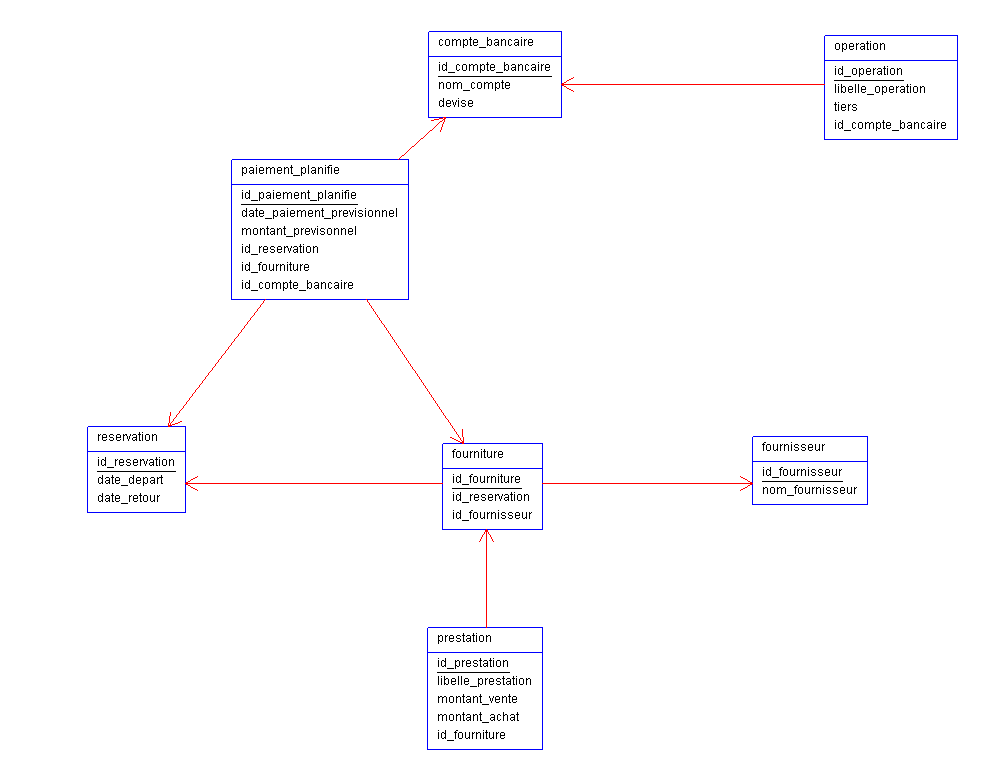 compte_bancaire
id_compte_bancaire
nom_compte
devise
operation
id_operation
libelle_operation
tiers
id_compte_bancaire
paiement_planifie
id_paiement_planifie
date_paiement_previsionnel
montant_previsonnel
id_reservation
id_fourniture
id_compte_bancaire
reservation
id_reservation
date_depart
date_retour
fourniture
id_fourniture
id_reservation
id_fournisseur
fournisseur
id_fournisseur
nom_fournisseur
prestation
id_prestation
libelle_prestation
montant_vente
montant_achat
id_fourniture